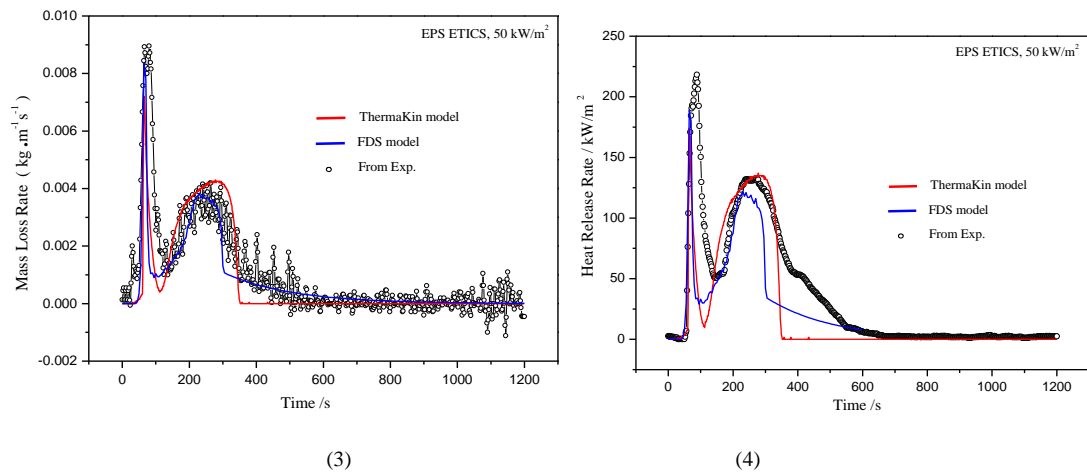 0.010
0.008
0.006
0.004
0.002
0.000
-0.002
Mass Loss Rate ( kg.m⁻¹s⁻¹ )
EPS ETICS, 50 kW/m²
ThermaKin model
FDS model
From Exp.
0 200 400 600 800 1000 1200
Time /s
(3)
250
200
150
100
50
0
Heat Release Rate / kW/m²
EPS ETICS, 50 kW/m²
ThermaKin model
FDS model
From Exp.
0 200 400 600 800 1000 1200
Time /s
(4)